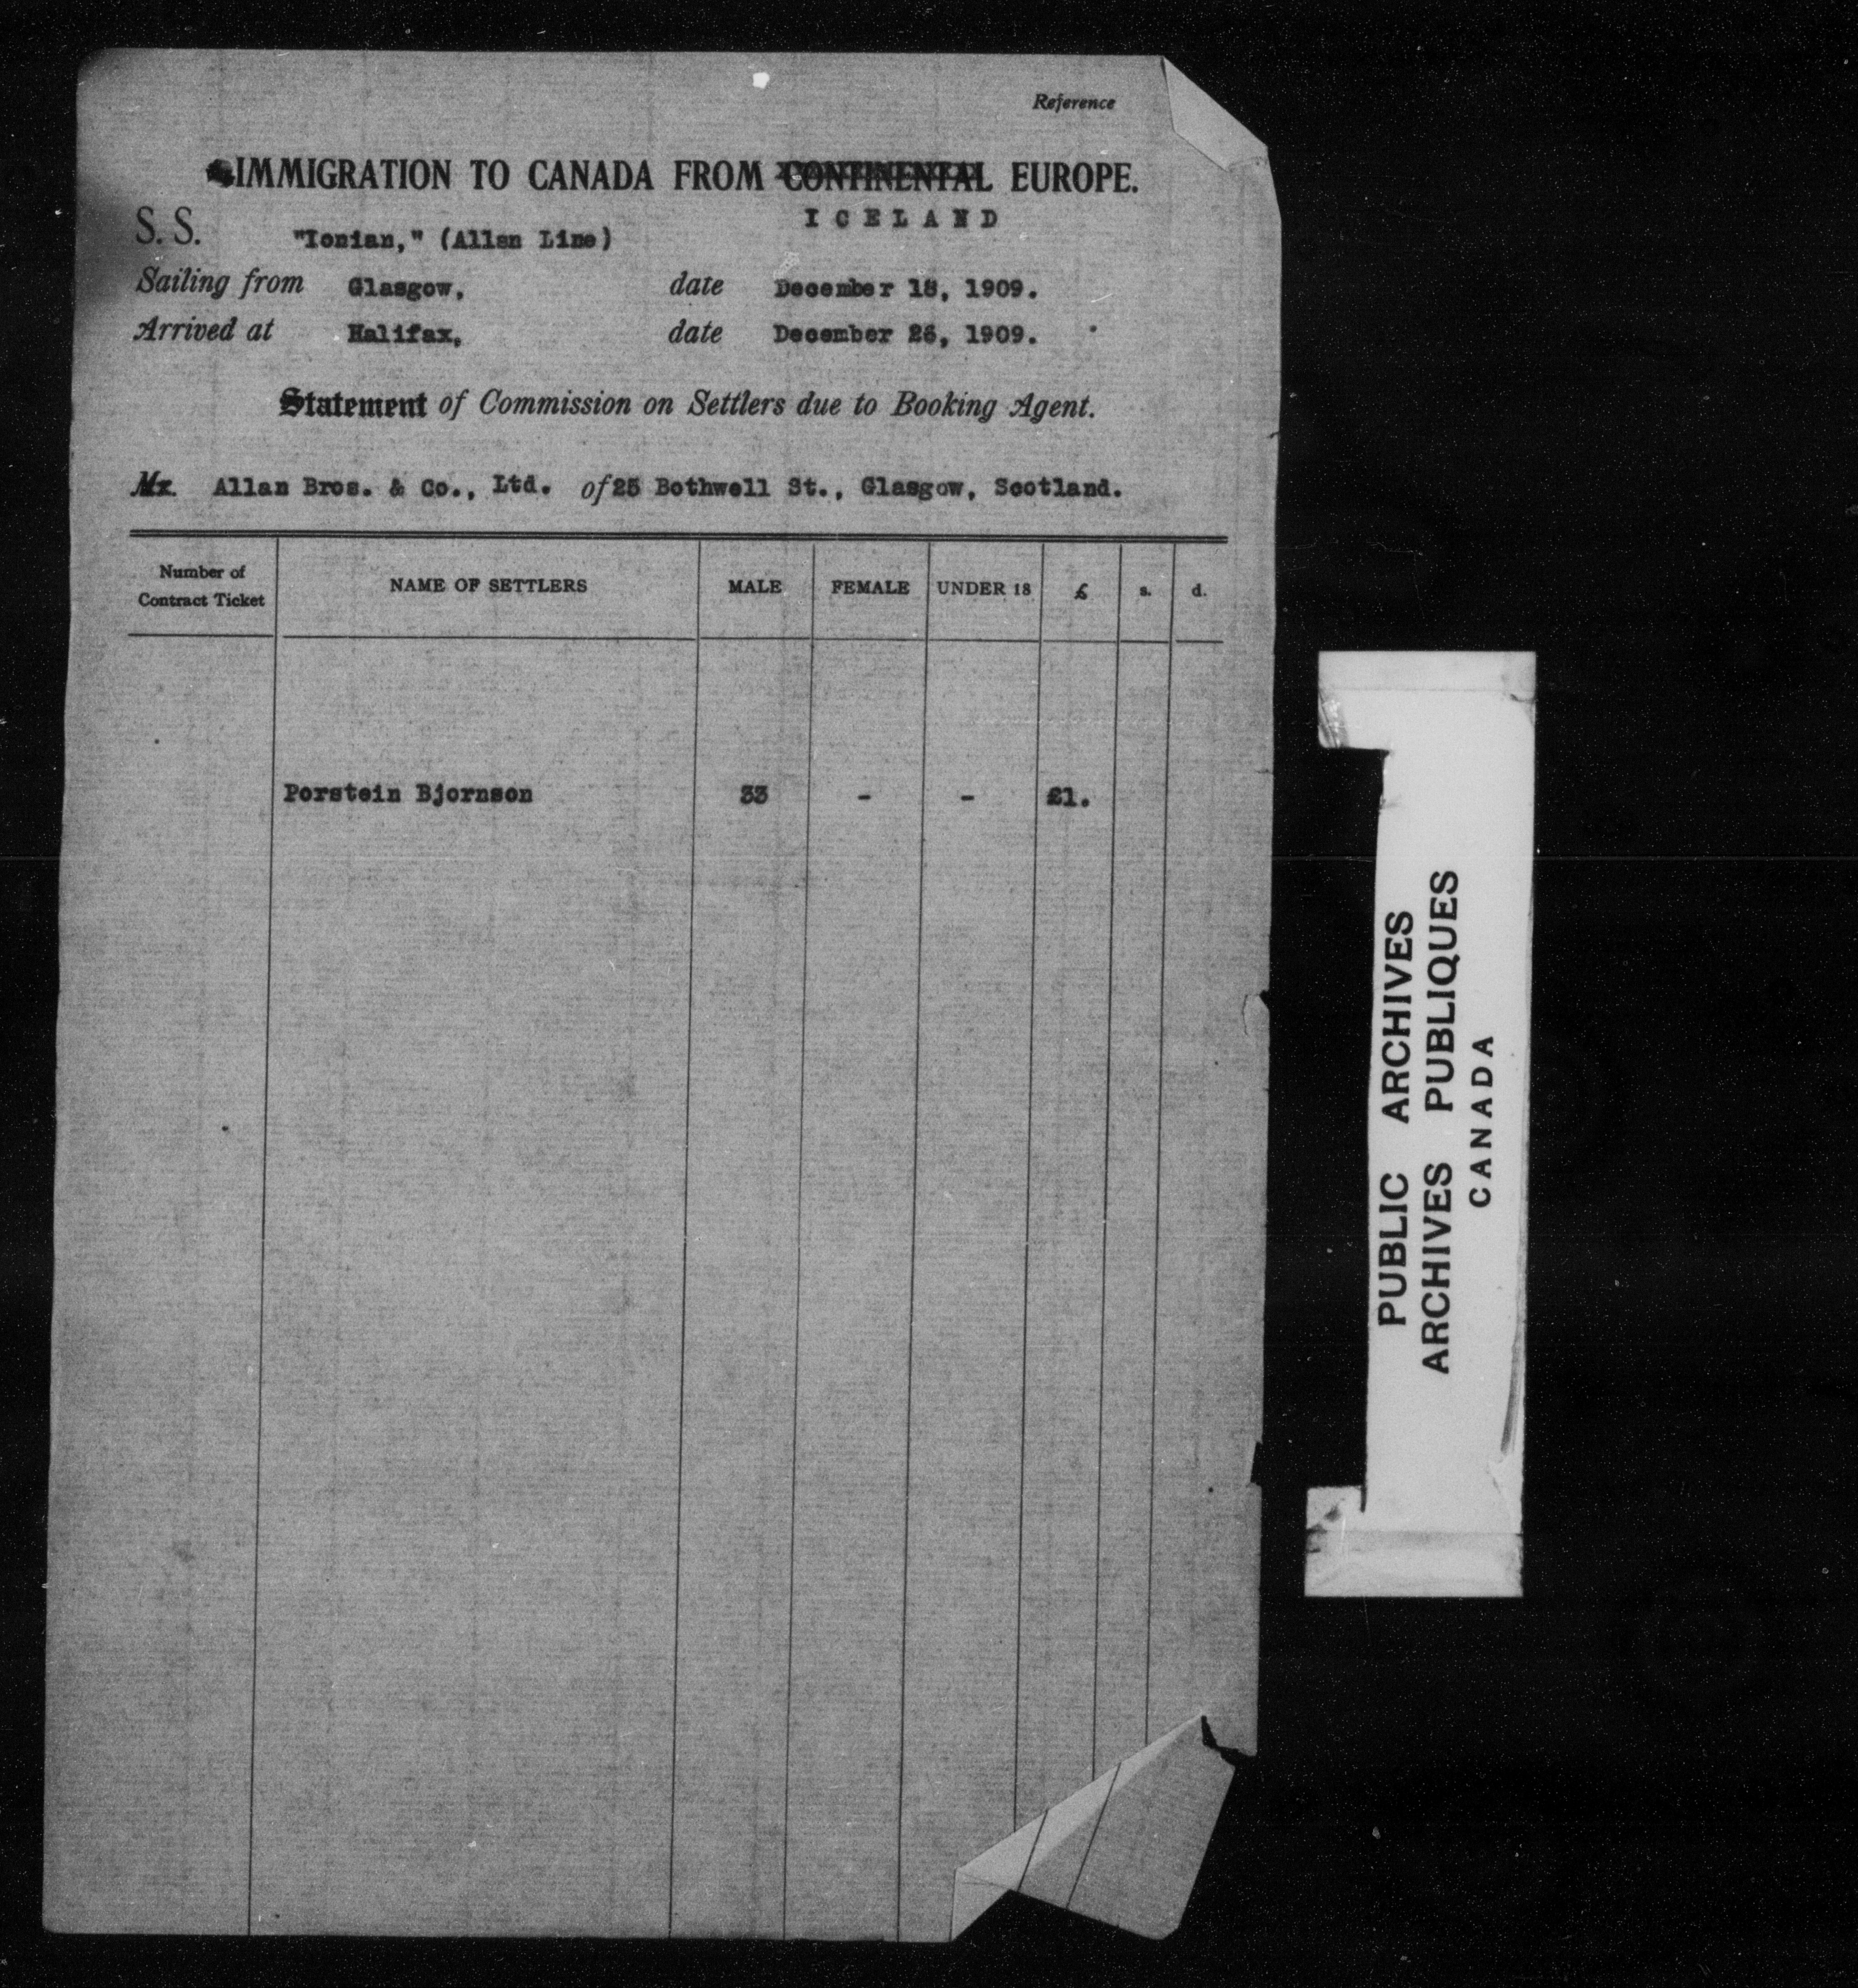 Reference
IMMIGRATION TO CANADA FROM CONTINENTAL EUROPE.
ICELAND
S. S. "Ionian," (Allan Line)
Sailing from Glasgow, date December 18, 1909.
Arrived at Halifax, date December 26, 1909.
Statement of Commission on Settlers due to Booking Agent.
Mr. Allan Bros. & Co., Ltd. of 25 Bothwell St., Glasgow, Scotland.
Number of Contract Ticket NAME OF SETTLERS MALE FEMALE UNDER 18 £ s. d.
Porstein Bjornson 33 - - £1.
PUBLIC ARCHIVES
ARCHIVES PUBLIQUES
CANADA